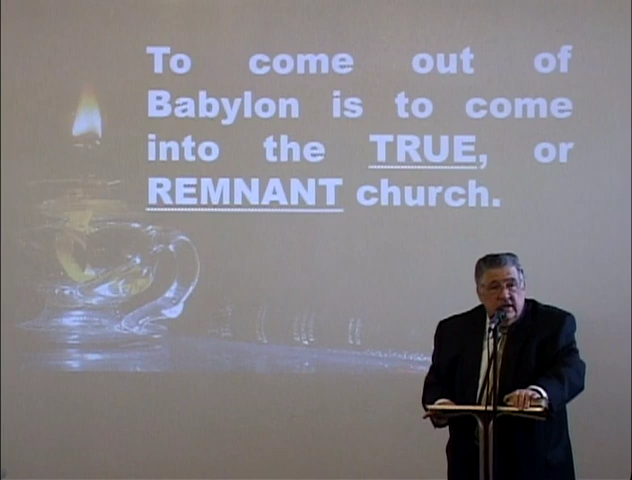 To come out of
Babylon is to come
into the TRUE, or
REMNANT church.